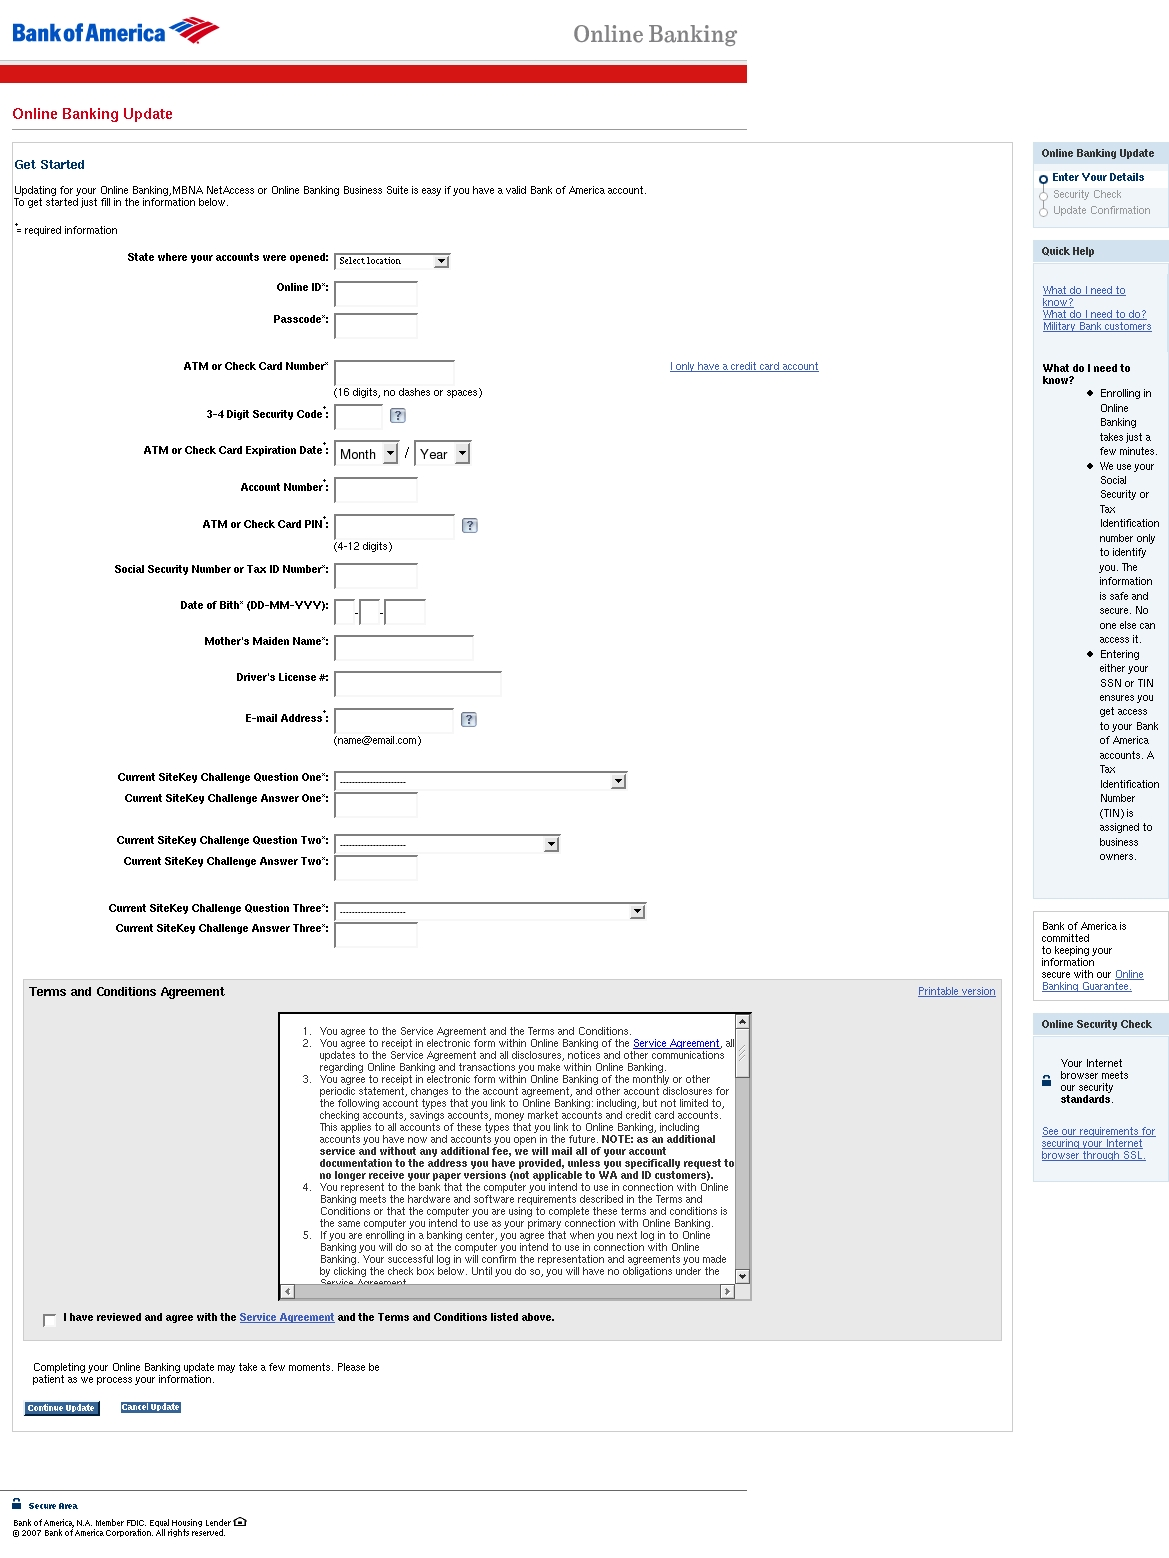 Bank of America
Online Banking
Online Banking Update
Get Started
Updating for your Online Banking,MBNA NetAccess or Online Banking Business Suite is easy if you have a valid Bank of America account.
To get started just fill in the information below.
*= required information
State where your accounts were opened: Select location
Online ID*:
Passcode*:
ATM or Check Card Number*
I only have a credit card account
(16 digits, no dashes or spaces)
3-4 Digit Security Code*: ?
ATM or Check Card Expiration Date*: Month / Year
Account Number*:
ATM or Check Card PIN*: ?
(4-12 digits)
Social Security Number or Tax ID Number*:
Date of Bith* (DD-MM-YYY): - -
Mother's Maiden Name*:
Driver's License #:
E-mail Address*: ?
(name@email.com)
Current SiteKey Challenge Question One*: ----------------------
Current SiteKey Challenge Answer One*:
Current SiteKey Challenge Question Two*: ----------------------
Current SiteKey Challenge Answer Two*:
Current SiteKey Challenge Question Three*: ----------------------
Current SiteKey Challenge Answer Three*:
Terms and Conditions Agreement
Printable version
1. You agree to the Service Agreement and the Terms and Conditions.
2. You agree to receipt in electronic form within Online Banking of the Service Agreement, all
updates to the Service Agreement and all disclosures, notices and other communications
regarding Online Banking and transactions you make within Online Banking.
3. You agree to receipt in electronic form within Online Banking of the monthly or other
periodic statement, changes to the account agreement, and other account disclosures for
the following account types that you link to Online Banking: including, but not limited to,
checking accounts, savings accounts, money market accounts and credit card accounts.
This applies to all accounts of these types that you link to Online Banking, including
accounts you have now and accounts you open in the future. NOTE: as an additional
service and without any additional fee, we will mail all of your account
documentation to the address you have provided, unless you specifically request to
no longer receive your paper versions (not applicable to WA and ID customers).
4. You represent to the bank that the computer you intend to use in connection with Online
Banking meets the hardware and software requirements described in the Terms and
Conditions or that the computer you are using to complete these terms and conditions is
the same computer you intend to use as your primary connection with Online Banking.
5. If you are enrolling in a banking center, you agree that when you next log in to Online
Banking you will do so at the computer you intend to use in connection with Online
Banking. Your successful log in will confirm the representation and agreements you made
by clicking the check box below. Until you do so, you will have no obligations under the
Service Agreement
I have reviewed and agree with the Service Agreement and the Terms and Conditions listed above.
Completing your Online Banking update may take a few moments. Please be
patient as we process your information.
Continue Update
Cancel Update
Online Banking Update
Enter Your Details
Security Check
Update Confirmation
Quick Help
What do I need to
know?
What do I need to do?
Military Bank customers
What do I need to
know?
Enrolling in
Online
Banking
takes just a
few minutes.
We use your
Social
Security or
Tax
Identification
number only
to identify
you. The
information
is safe and
secure. No
one else can
access it.
Entering
either your
SSN or TIN
ensures you
get access
to your Bank
of America
accounts. A
Tax
Identification
Number
(TIN) is
assigned to
business
owners.
Bank of America is
committed
to keeping your
information
secure with our Online
Banking Guarantee.
Online Security Check
Your Internet
browser meets
our security
standards.
See our requirements for
securing your Internet
browser through SSL.
Secure Area
Bank of America, N.A. Member FDIC. Equal Housing Lender
© 2007 Bank of America Corporation. All rights reserved.